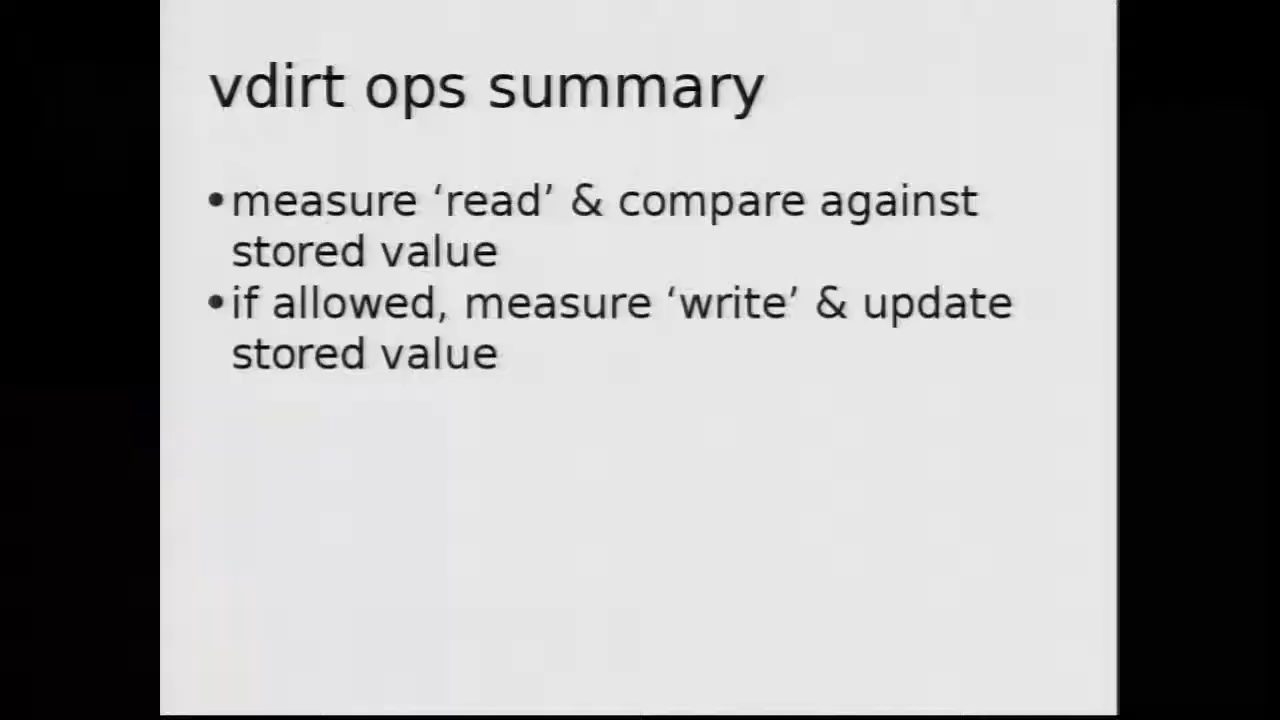 vdirt ops summary
•measure ‘read’ & compare against
stored value
•if allowed, measure ‘write’ & update
stored value